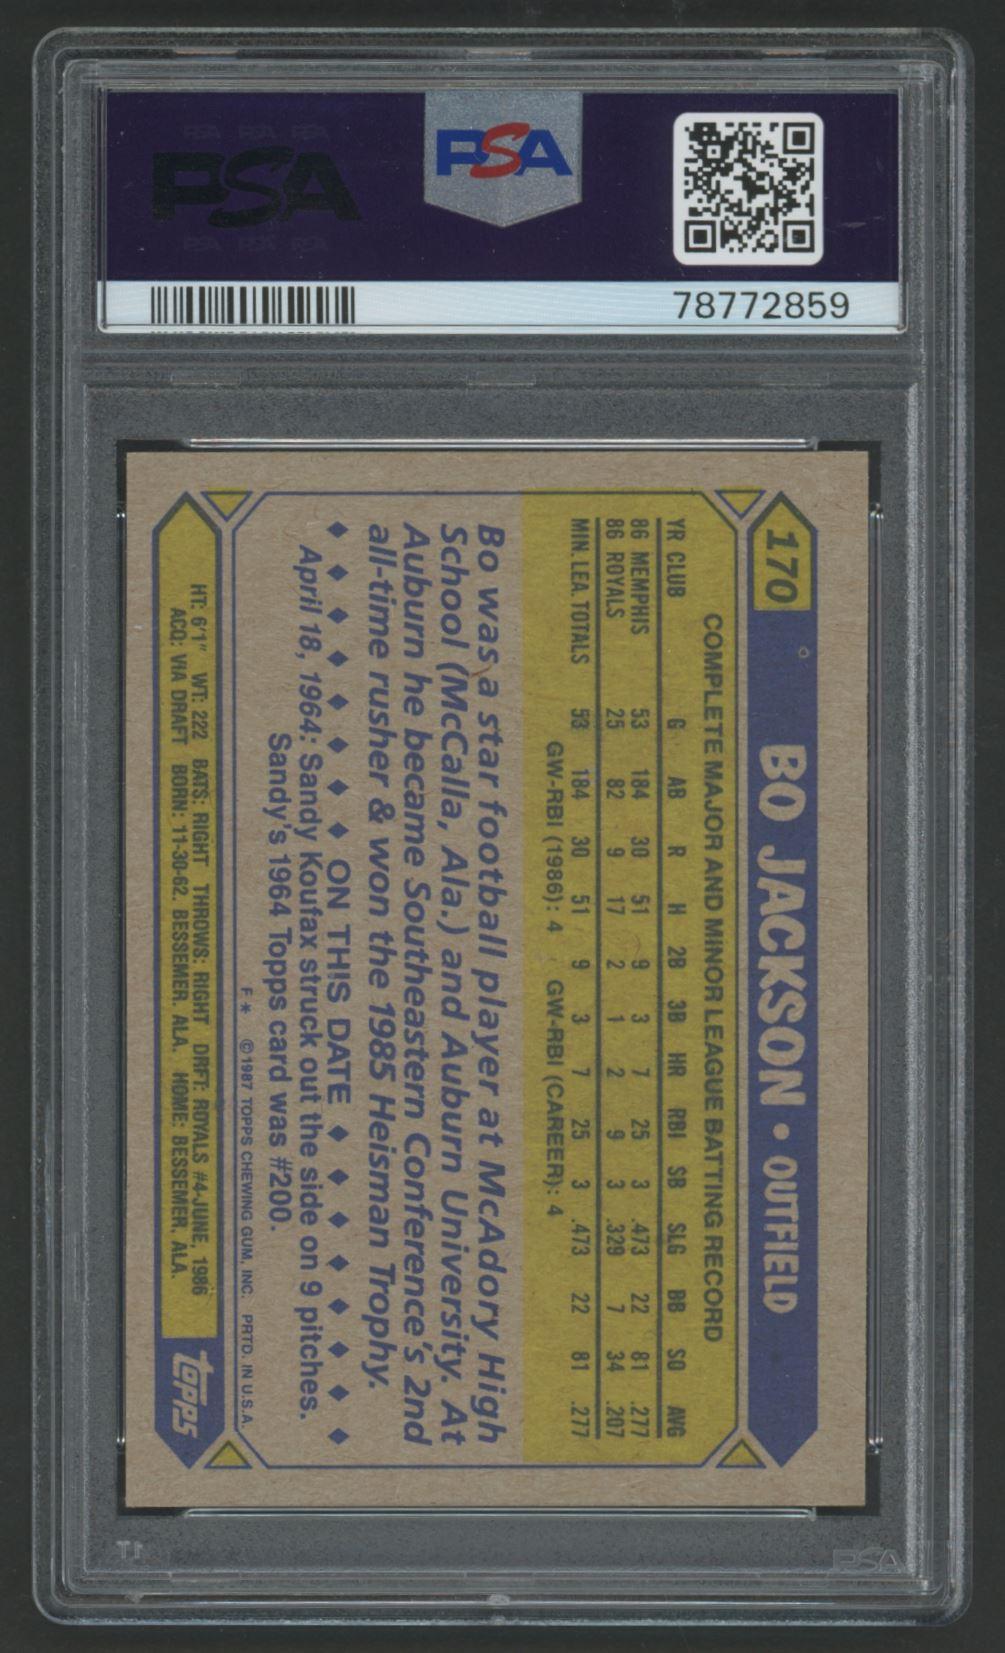 PSA PSA PSA
PSA
PSA PSA PSA
PSA
78772859
170 BO JACKSON • OUTFIELD
COMPLETE MAJOR AND MINOR LEAGUE BATTING RECORD
YR CLUB G AB R H 2B 3B HR RBI SB SLG BB SO AVG
86 MEMPHIS 53 184 30 51 9 3 7 25 3 .473 22 81 .277
86 ROYALS 25 82 9 17 2 1 2 9 3 .329 7 34 .207
MIN. LEA. TOTALS 53 184 30 51 9 3 7 25 3 .473 22 81 .277
GW-RBI (1986): 4 GW-RBI (CAREER): 4
Bo was a star football player at McAdory High
School (McCalla, Ala.) and Auburn University. At
Auburn he became Southeastern Conference's 2nd
all-time rusher & won the 1985 Heisman Trophy.
♦ ♦ ♦ ♦ ♦ ♦ ♦ ♦ ON THIS DATE ♦ ♦ ♦ ♦ ♦ ♦ ♦ ♦
April 18, 1964: Sandy Koufax struck out the side on 9 pitches.
Sandy's 1964 Topps card was #200.
F * ©1987 TOPPS CHEWING GUM, INC. PRTD. IN U.S.A.
HT: 6'1" WT: 222 BATS: RIGHT THROWS: RIGHT DRFT: ROYALS #4-JUNE, 1986
ACQ: VIA DRAFT BORN: 11-30-62, BESSEMER, ALA. HOME: BESSEMER, ALA.
topps
PSA